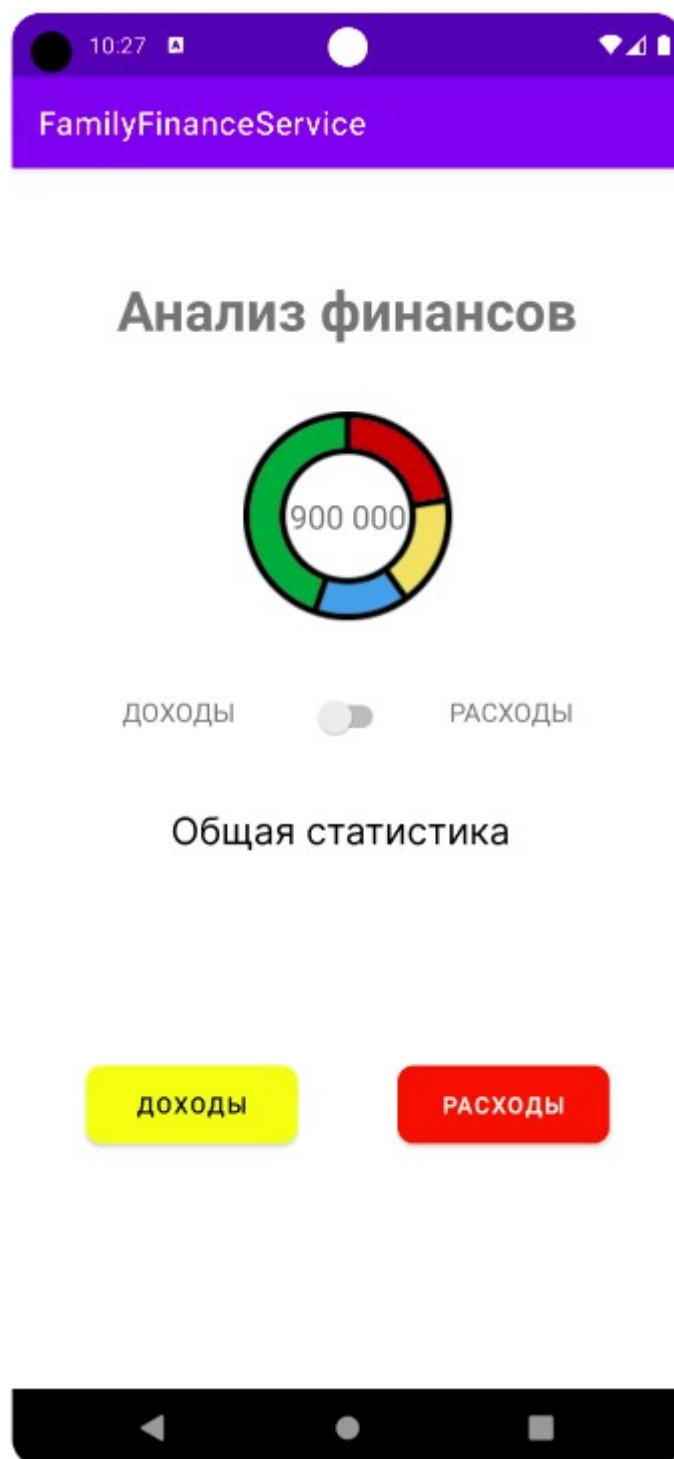 10:27 A
FamilyFinanceService
Анализ финансов
900 000
ДОХОДЫ РАСХОДЫ
Общая статистика
ДОХОДЫ РАСХОДЫ